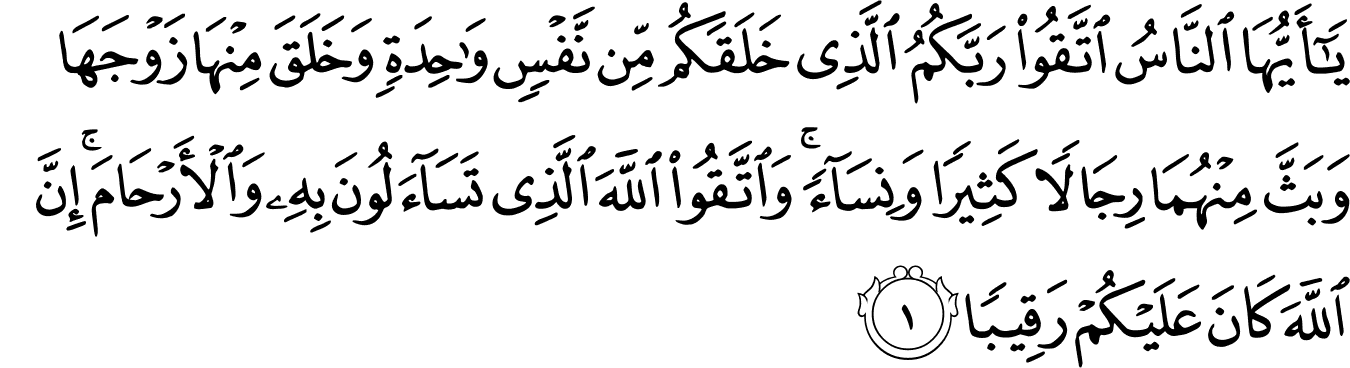 يَـٰٓأَيُّهَا ٱلنَّاسُ ٱتَّقُوا۟ رَبَّكُمُ ٱلَّذِى خَلَقَكُم مِّن نَّفْسٍ وَٰحِدَةٍ وَخَلَقَ مِنْهَا زَوْجَهَا
وَبَثَّ مِنْهُمَا رِجَالًا كَثِيرًا وَنِسَآءً ۚ وَٱتَّقُوا۟ ٱللَّهَ ٱلَّذِى تَسَآءَلُونَ بِهِۦ وَٱلْأَرْحَامَ ۚ إِنَّ
ٱللَّهَ كَانَ عَلَيْكُمْ رَقِيبًا ١